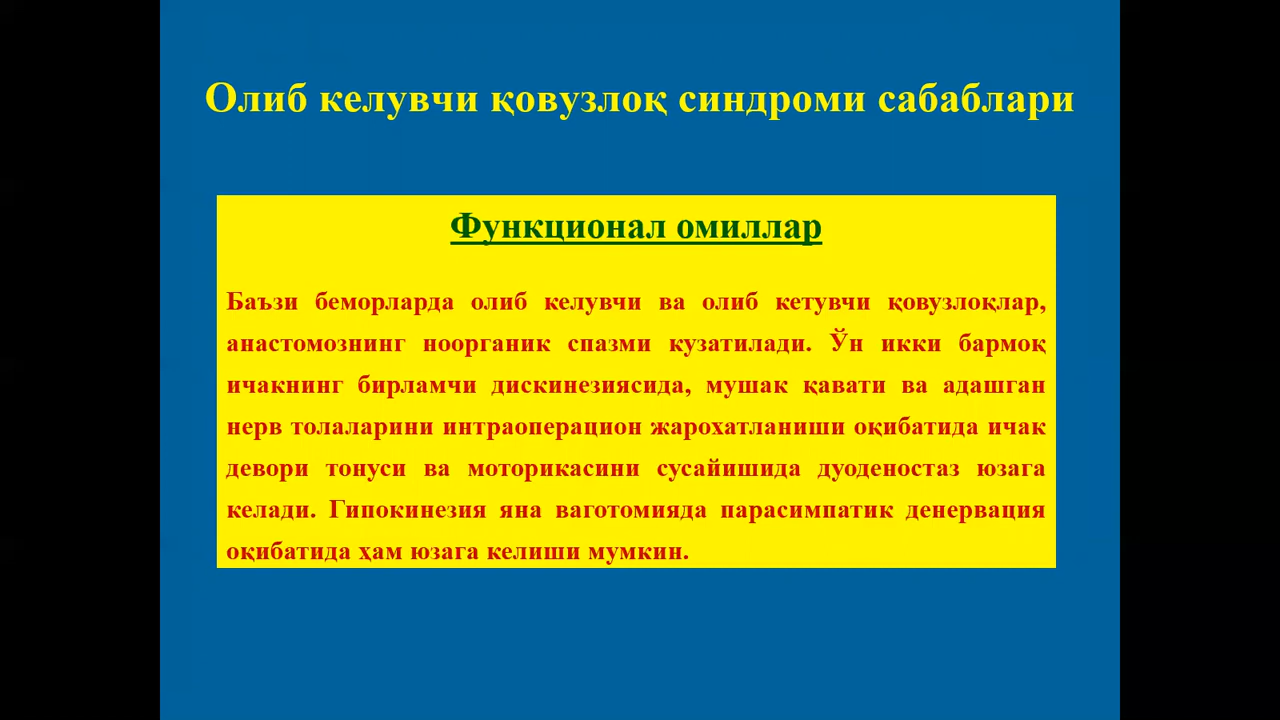 Олиб келувчи қовузлоқ синдроми сабаблари
Функционал омиллар
Баъзи беморларда олиб келувчи ва олиб кетувчи қовузлоқлар,
анастомознинг ноорганик спазми кузатилади. Ўн икки бармоқ
ичакнинг бирламчи дискинезиясида, мушак қавати ва адашган
нерв толаларини интраоперацион жарохатланиши оқибатида ичак
девори тонуси ва моторикасини сусайишида дуоденостаз юзага
келади. Гипокинезия яна ваготомияда парасимпатик денервация
оқибатида ҳам юзага келиши мумкин.